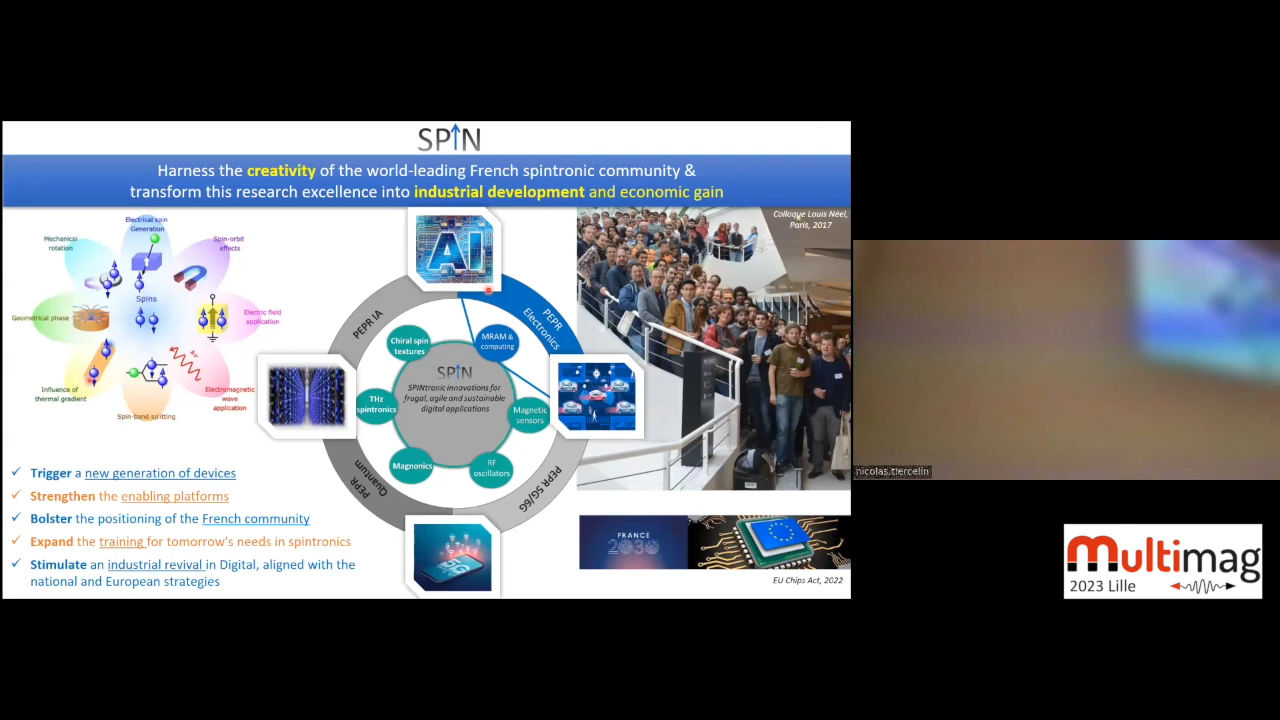 SPIN
Harness the creativity of the world-leading French spintronic community &
transform this research excellence into industrial development and economic gain
Electrical spin
Generation
Mechanical
rotation
Spin-orbit
effects
Spins
Geometrical phase
Electric field
application
Influence of
thermal gradient
Electromagnetic
wave
application
Spin-band splitting
✓ Trigger a new generation of devices
✓ Strengthen the enabling platforms
✓ Bolster the positioning of the French community
✓ Expand the training for tomorrow's needs in spintronics
✓ Stimulate an industrial revival in Digital, aligned with the
national and European strategies
AI
PEPR IA
PEPR
Electronics
PEPR
Quantum
PEPR 5G/6G
Chiral spin
textures
MRAM &
computing
THz
spintronics
Magnetic
sensors
Magnonics
RF
oscillators
SPIN
SPINtronic innovations for
frugal, agile and sustainable
digital applications
5G
Colloque Louis Néel,
Paris, 2017
FRANCE
2030
EU Chips Act, 2022
nicolas.tiercelin
multimag
2023 Lille